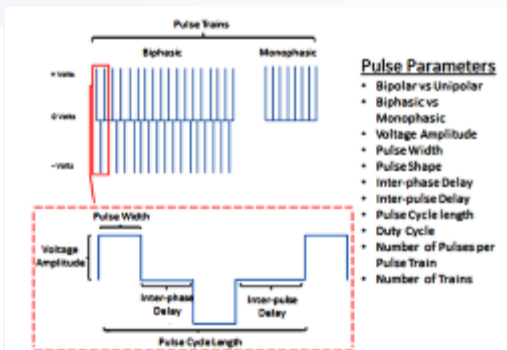 Pulse Trains
Biphasic
Monophasic
+ Volts
0 Volts
- Volts
Pulse Width
Voltage
Amplitude
Inter-phase
Delay
Inter-pulse
Delay
Pulse Cycle Length
Pulse Parameters
• Bipolar vs Unipolar
• Biphasic vs
Monophasic
• Voltage Amplitude
• Pulse Width
• Pulse Shape
• Inter-phase Delay
• Inter-pulse Delay
• Pulse Cycle length
• Duty Cycle
• Number of Pulses per
Pulse Train
• Number of Trains